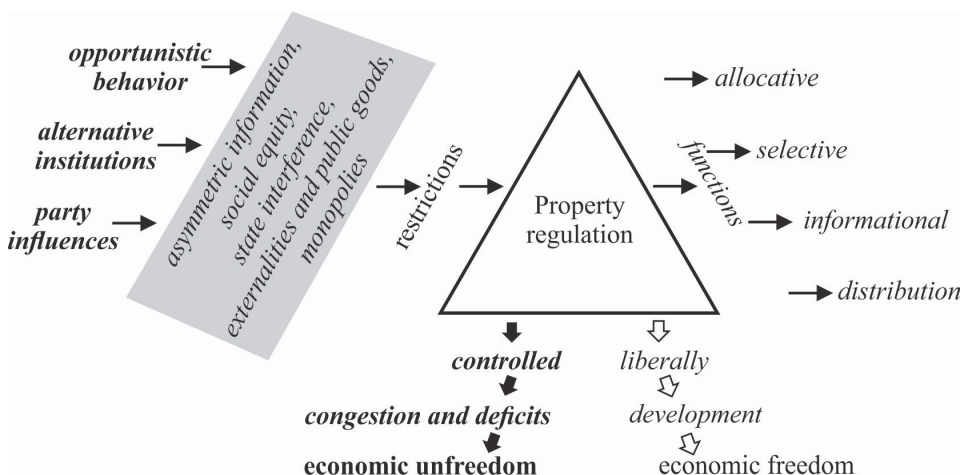 opportunistic
behavior
alternative
institutions
party
influences
asymmetric information,
social equity,
state interference,
externalities and public goods,
monopolies
restrictions
Property
regulation
functions
allocative
selective
informational
distribution
controlled
congestion and deficits
economic unfreedom
liberally
development
economic freedom